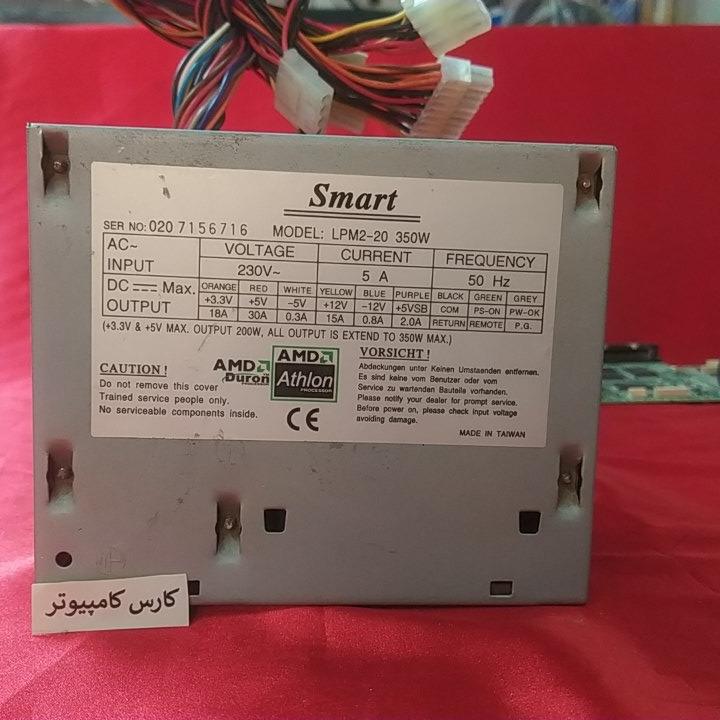 Smart
SER NO: 020 7156716 MODEL: LPM2-20 350W
AC~ INPUT VOLTAGE CURRENT FREQUENCY
230V~ 5 A 50 Hz
DC Max. OUTPUT ORANGE RED WHITE YELLOW BLUE PURPLE BLACK GREEN GREY
+3.3V +5V –5V +12V –12V +5VSB COM PS-ON PW-OK
18A 30A 0.3A 15A 0.8A 2.0A RETURN REMOTE P.G.
(+3.3V & +5V MAX. OUTPUT 200W, ALL OUTPUT IS EXTEND TO 350W MAX.)
CAUTION !
Do not remove this cover
Trained service people only.
No serviceable components inside.
AMD
Duron
PROCESSOR
AMD
Athlon
PROCESSOR
CE
VORSICHT !
Abdeckungen unter Keinen Umstaenden entfernen.
Es sind keine vom Benutzer oder vom
Service zu wartenden Bauteila vorhanden.
Please notify your dealer for prompt service.
Before power on, please check input voltage
avoiding damage.
MADE IN TAIWAN
کارس کامپیوتر